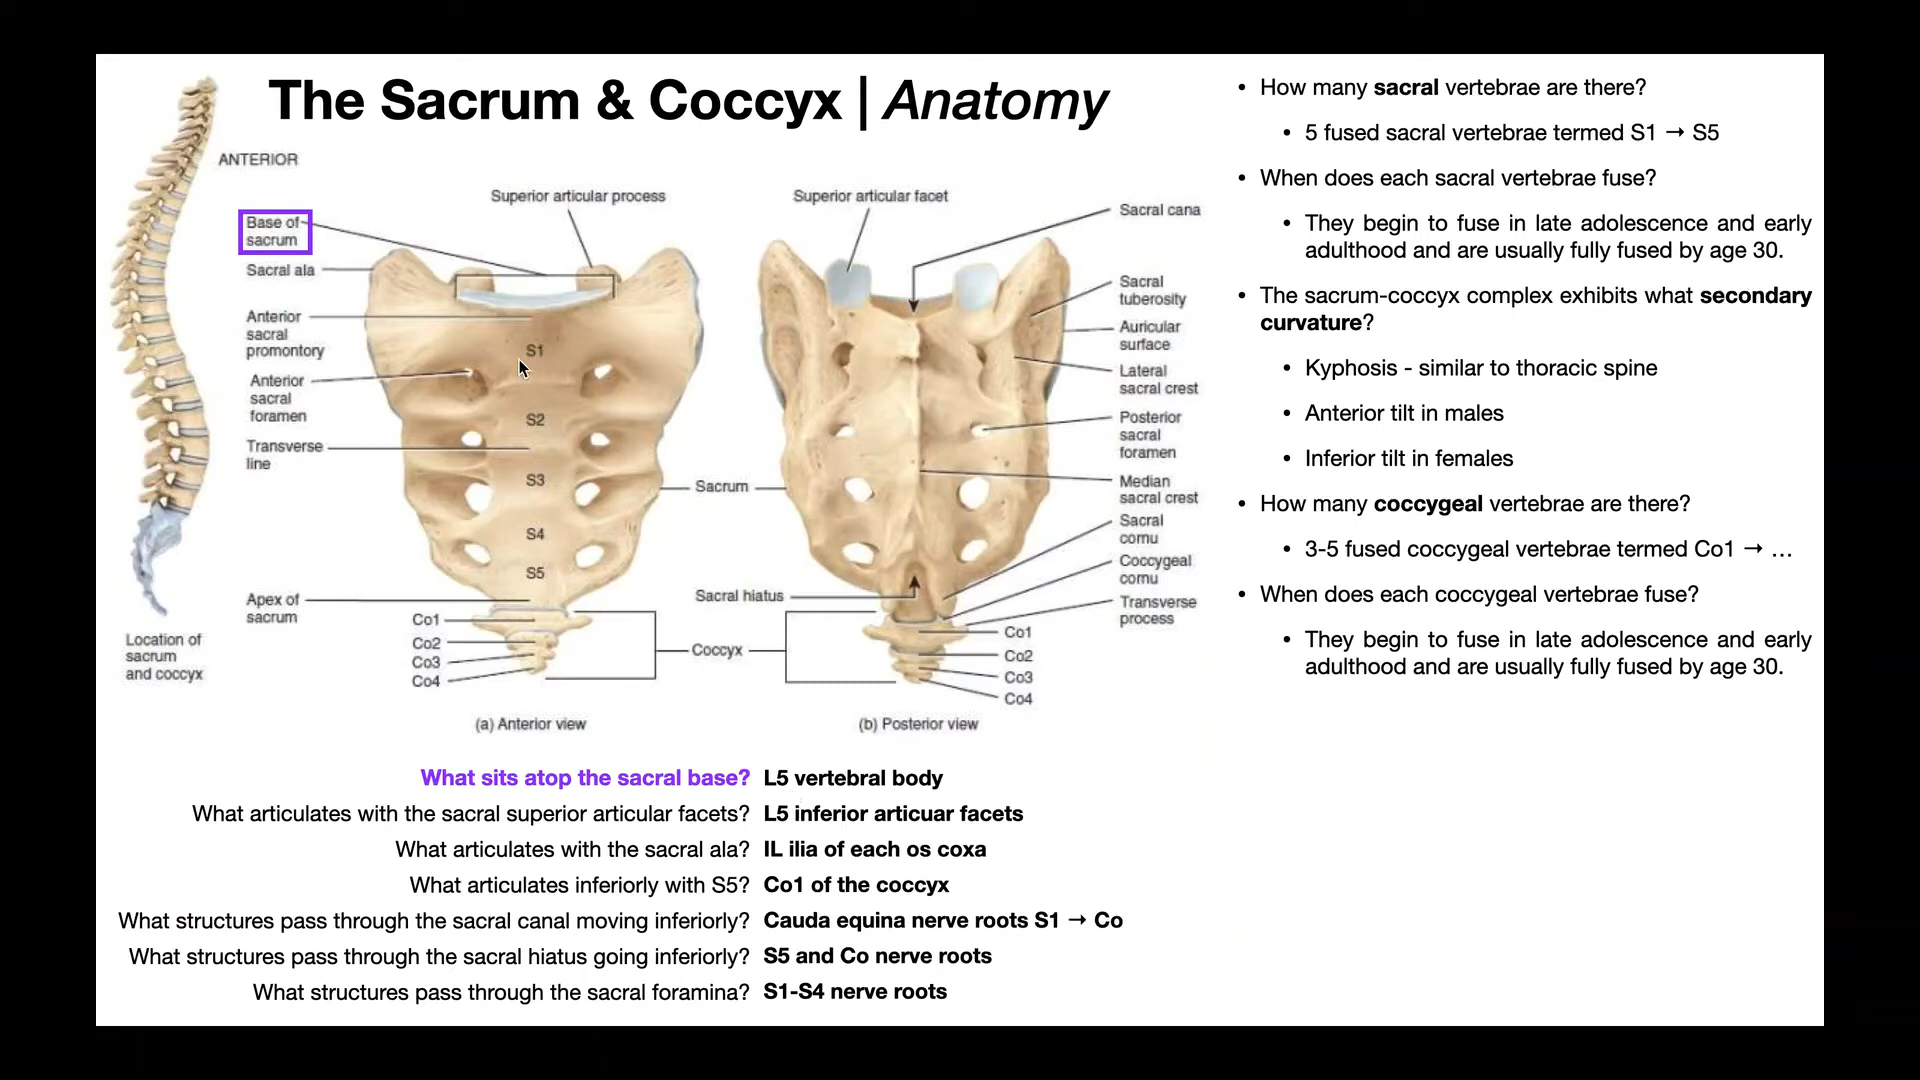 The Sacrum & Coccyx | Anatomy
ANTERIOR
Location of
sacrum
and coccyx
Base of
sacrum
Sacral ala
Anterior
sacral
promontory
Anterior
sacral
foramen
Transverse
line
Apex of
sacrum
Superior articular process
S1
S2
S3
S4
S5
Co1
Co2
Co3
Co4
(a) Anterior view
Sacrum
Sacral hiatus
Coccyx
Superior articular facet
Sacral cana
Sacral
tuberosity
Auricular
surface
Lateral
sacral crest
Posterior
sacral
foramen
Median
sacral crest
Sacral
cornu
Coccygeal
cornu
Transverse
process
Co1
Co2
Co3
Co4
(b) Posterior view
What sits atop the sacral base? L5 vertebral body
What articulates with the sacral superior articular facets? L5 inferior articuar facets
What articulates with the sacral ala? IL ilia of each os coxa
What articulates inferiorly with S5? Co1 of the coccyx
What structures pass through the sacral canal moving inferiorly? Cauda equina nerve roots S1 → Co
What structures pass through the sacral hiatus going inferiorly? S5 and Co nerve roots
What structures pass through the sacral foramina? S1-S4 nerve roots
• How many sacral vertebrae are there?
• 5 fused sacral vertebrae termed S1 → S5
• When does each sacral vertebrae fuse?
• They begin to fuse in late adolescence and early
adulthood and are usually fully fused by age 30.
• The sacrum-coccyx complex exhibits what secondary
curvature?
• Kyphosis - similar to thoracic spine
• Anterior tilt in males
• Inferior tilt in females
• How many coccygeal vertebrae are there?
• 3-5 fused coccygeal vertebrae termed Co1 → ...
• When does each coccygeal vertebrae fuse?
• They begin to fuse in late adolescence and early
adulthood and are usually fully fused by age 30.